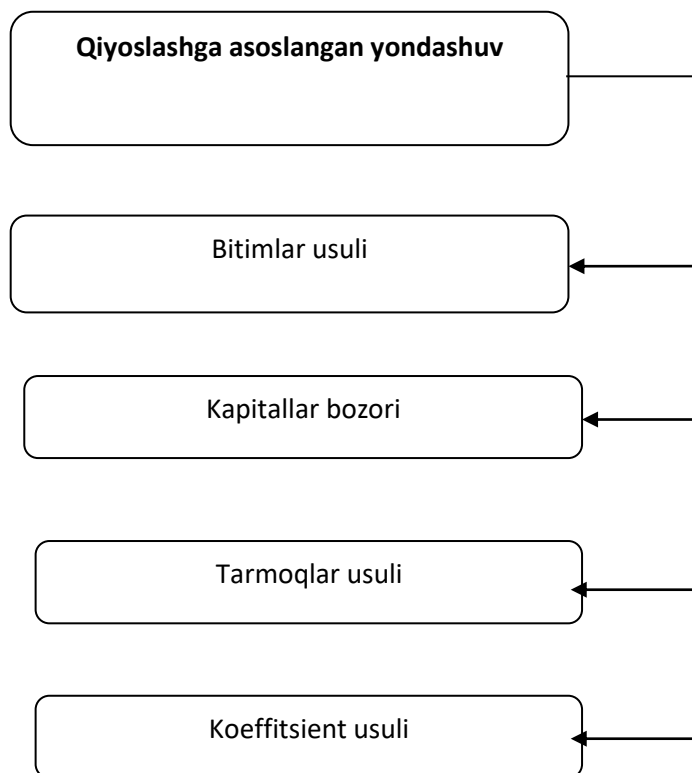 Qiyoslashga asoslangan yondashuv
Bitimlar usuli
Kapitallar bozori
Tarmoqlar usuli
Koeffitsient usuli